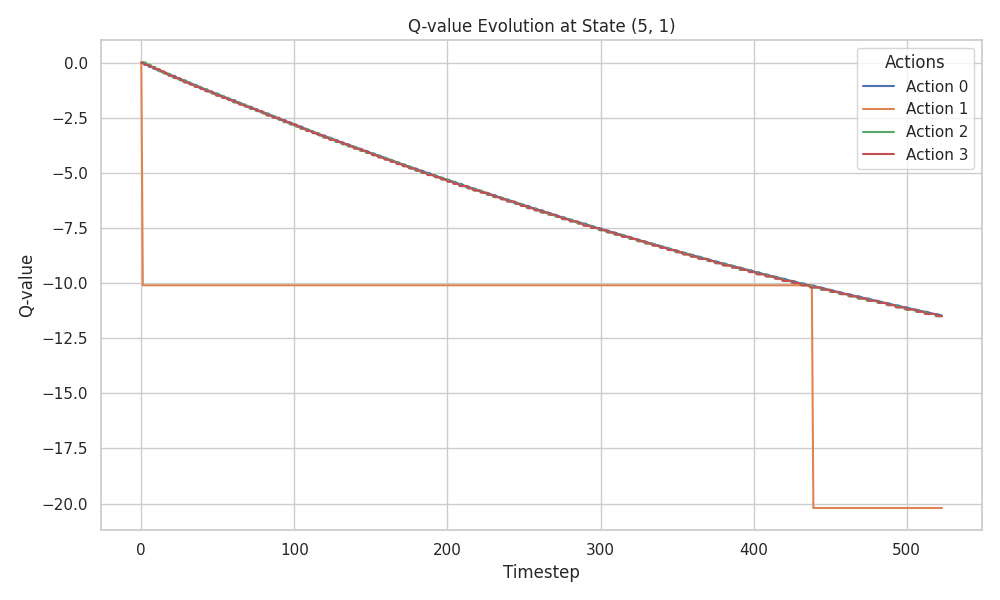 Q-value Evolution at State (5, 1)
Actions
Action 0
Action 1
Action 2
Action 3
Q-value
0.0
−2.5
−5.0
−7.5
−10.0
−12.5
−15.0
−17.5
−20.0
0 100 200 300 400 500
Timestep